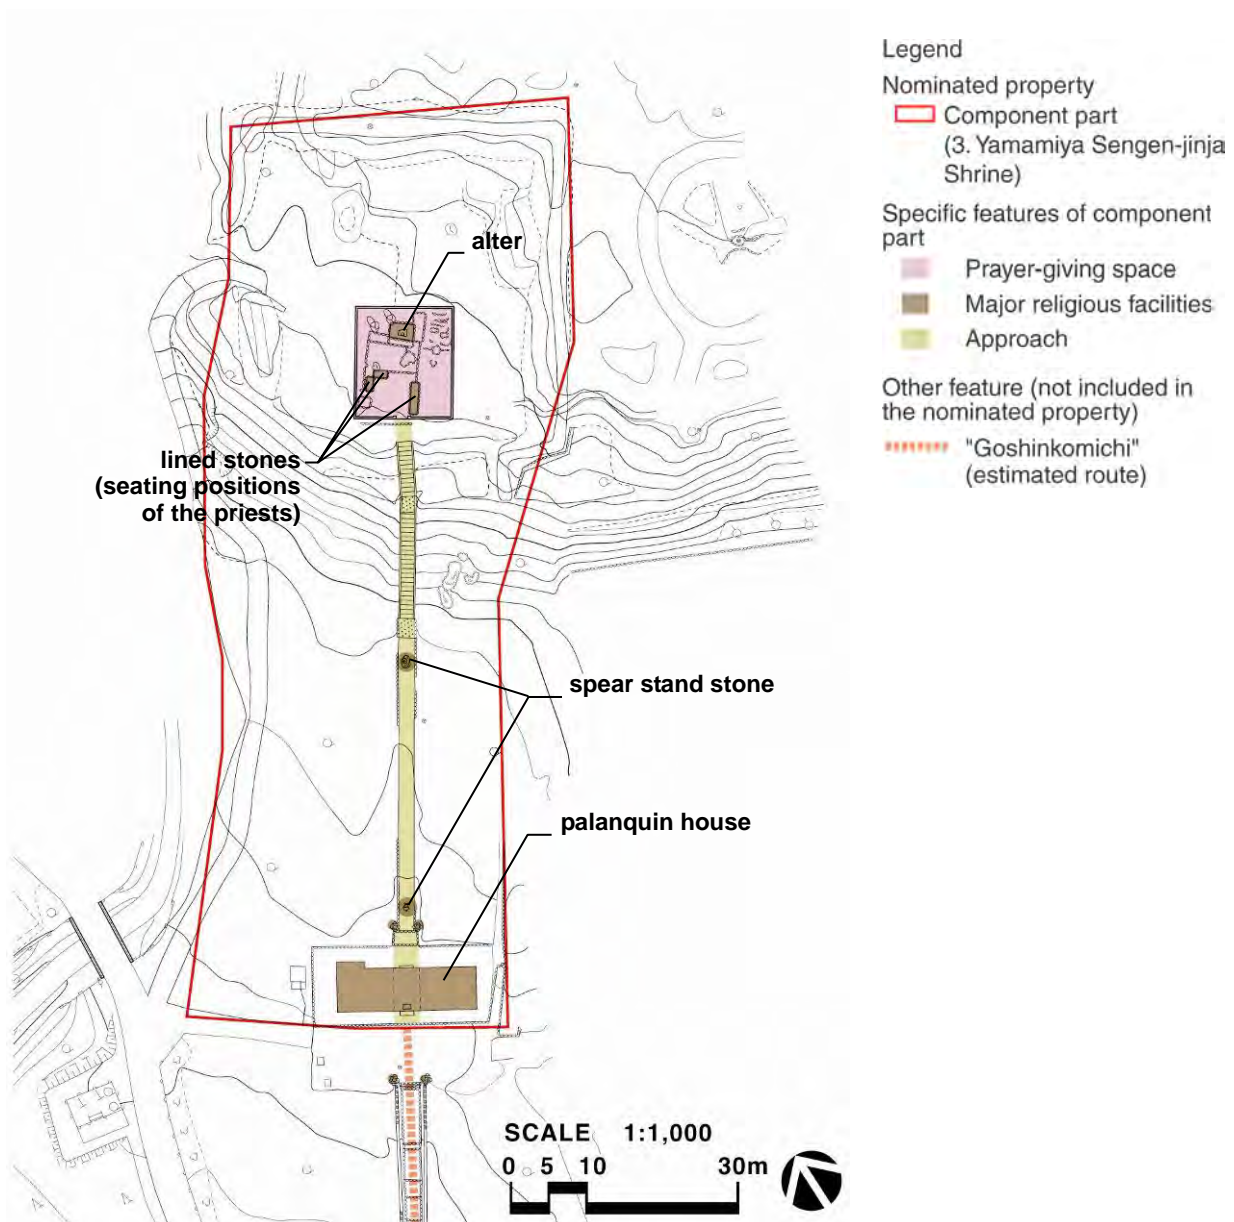 Legend
Nominated property
Component part
(3. Yamamiya Sengen-jinja
Shrine)
Specific features of component
part
Prayer-giving space
Major religious facilities
Approach
Other feature (not included in
the nominated property)
"Goshinkomichi"
(estimated route)
alter
lined stones
(seating positions
of the priests)
spear stand stone
palanquin house
SCALE 1:1,000
0 5 10 30m